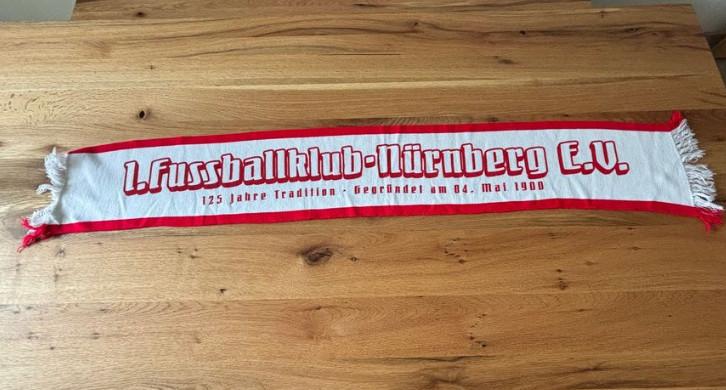 1.Fussballklub-Nürnberg E.V.
125 Jahre Tradition · Gegründet am 04. Mai 1900